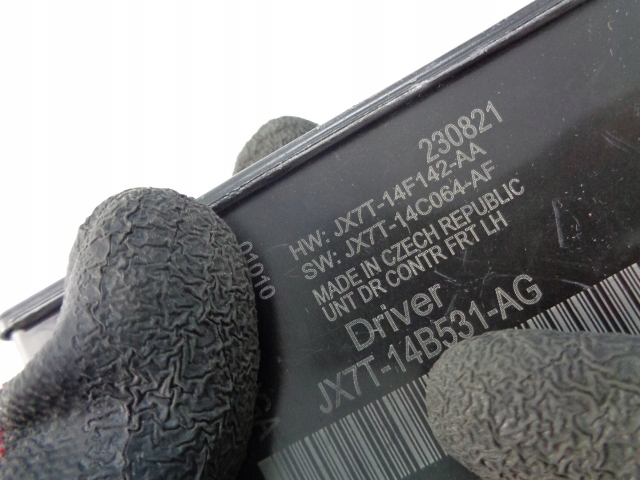 230821
HW: JX7T-14F142-AA
SW: JX7T-14C064-AF
MADE IN CZECH REPUBLIC
UNT DR CONTR FRT LH
Driver
JX7T-14B531-AG
01010